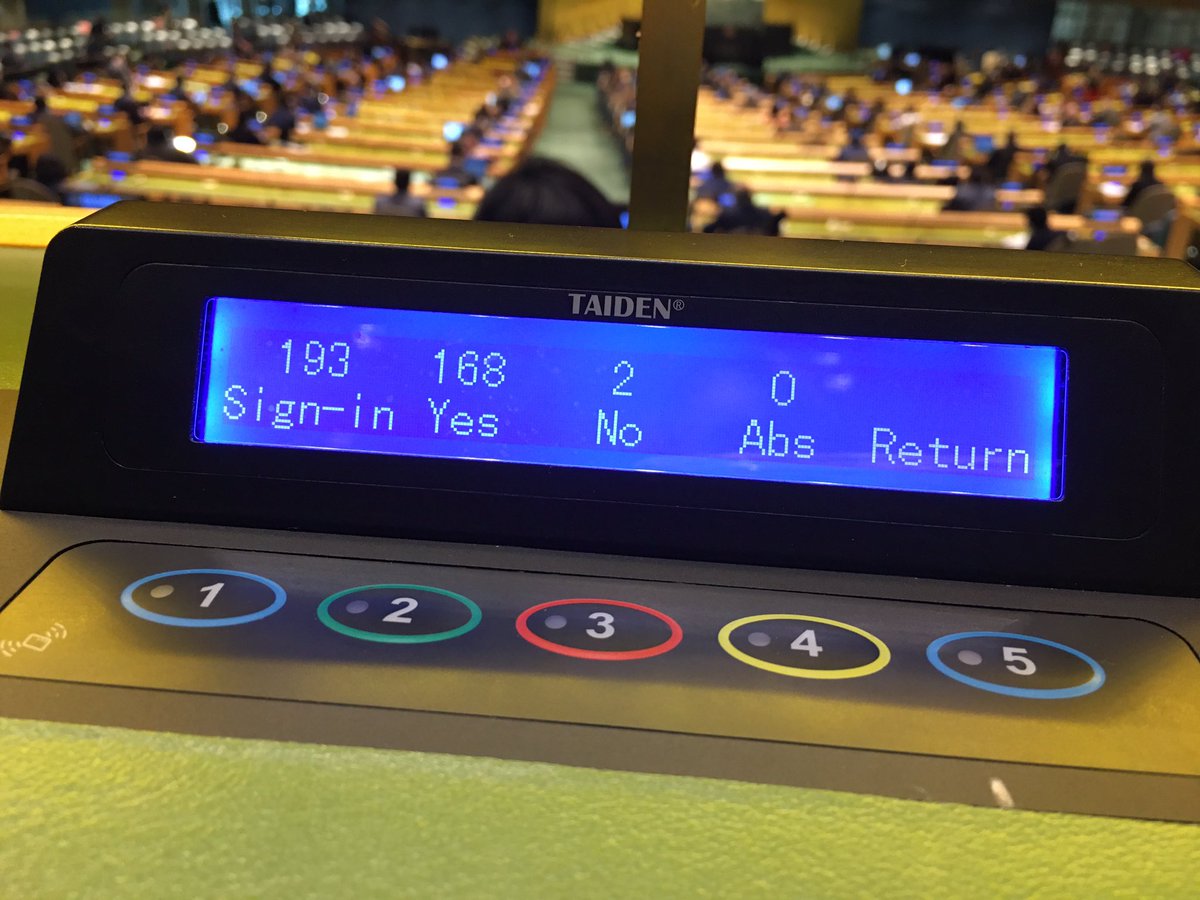 TAIDEN®
193 168 2 0
Sign-in Yes No Abs Return
1 2 3 4 5